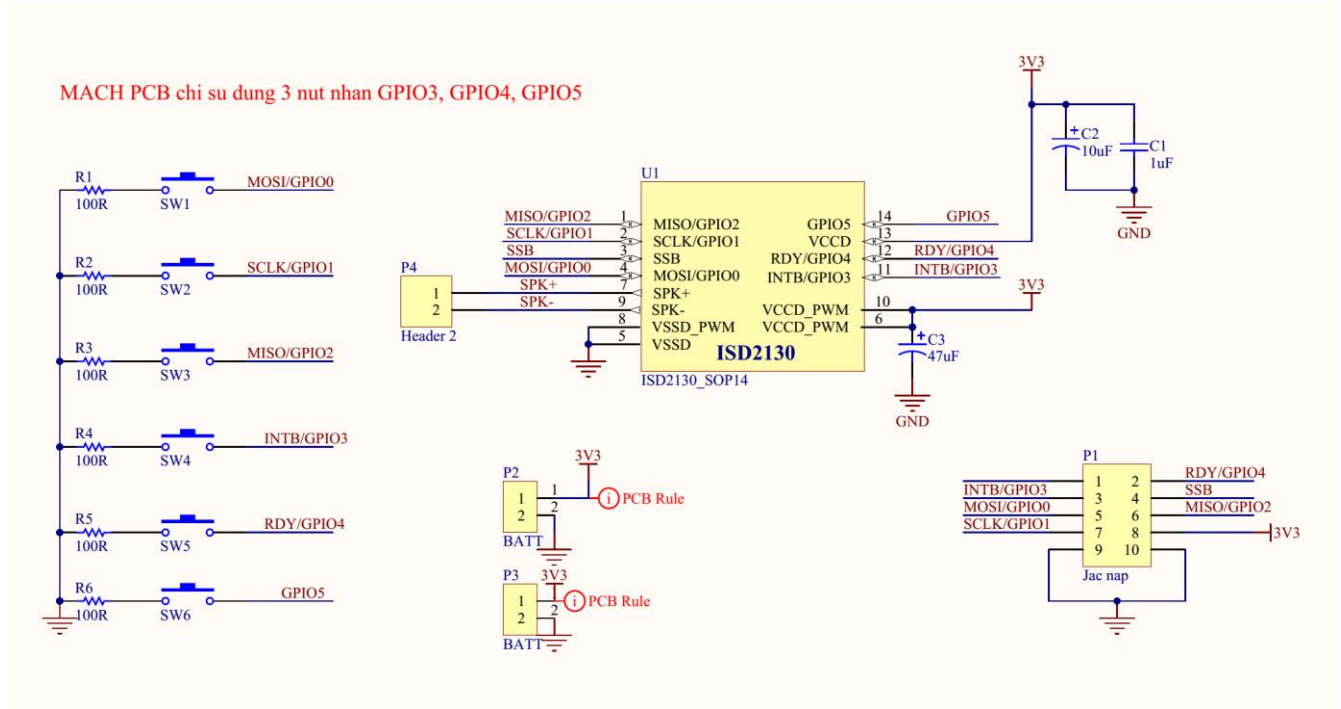 MACH PCB chi su dung 3 nut nhan GPIO3, GPIO4, GPIO5
R1
100R
SW1
MOSI/GPIO0
R2
100R
SW2
SCLK/GPIO1
R3
100R
SW3
MISO/GPIO2
R4
100R
SW4
INTB/GPIO3
R5
100R
SW5
RDY/GPIO4
R6
100R
SW6
GPIO5
P4
1
2
Header 2
U1
MISO/GPIO2 1 MISO/GPIO2
SCLK/GPIO1 2 SCLK/GPIO1
SSB 3 SSB
MOSI/GPIO0 4 MOSI/GPIO0
SPK+ 7 SPK+
SPK- 9 SPK-
8 VSSD_PWM
5 VSSD
GPIO5 14 GPIO5
VCCD 13
RDY/GPIO4 12 RDY/GPIO4
INTB/GPIO3 11 INTB/GPIO3
VCCD_PWM 10
VCCD_PWM 6
ISD2130
ISD2130_SOP14
3V3
+
C2
10uF
C1
1uF
GND
3V3
+
C3
47uF
GND
P2
3V3
1 1
2 2
i PCB Rule
BATT
P3
3V3
1 1
2 2
i PCB Rule
BATT
P1
1 2 RDY/GPIO4
INTB/GPIO3 3 4 SSB
MOSI/GPIO0 5 6 MISO/GPIO2
SCLK/GPIO1 7 8 3V3
9 10
Jac nap